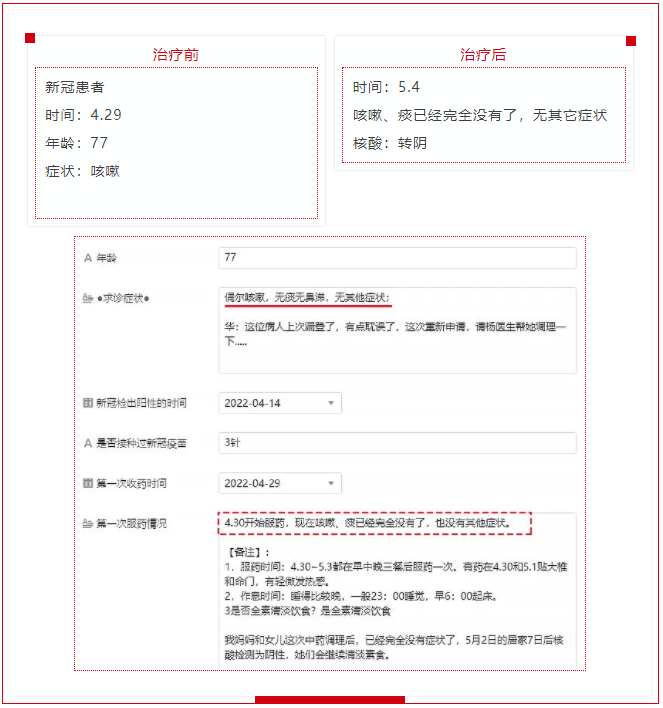 治疗前
新冠患者
时间：4.29
年龄：77
症状：咳嗽
治疗后
时间：5.4
咳嗽、痰已经完全没有了，无其它症状
核酸：转阴
A 年龄
77
●求诊症状●
偶尔咳嗽，无痰无鼻涕，无其他症状；
华：这位病人上次漏登了，有点耽误了，这次重新申请，请杨医生帮她调理一
下.....
新冠检出阳性的时间
2022-04-14
A 是否接种过新冠疫苗
3针
第一次收药时间
2022-04-29
第一次服药情况
4.30开始服药，现在咳嗽、痰已经完全没有了，也没有其他症状。
【备注】：
1，服药时间：4.30~5.3都在早中晚三餐后服药一次。有药在4.30和5.1贴大椎
和命门，有轻微发热感。
2，作息时间：睡得比较晚，一般23：00睡觉，早6：00起床。
3是否全素清淡饮食？是全素清淡饮食
我妈妈和女儿这次中药调理后，已经完全没有症状了，5月2日的居家7日后核
酸检测为阴性，她们会继续清淡素食。